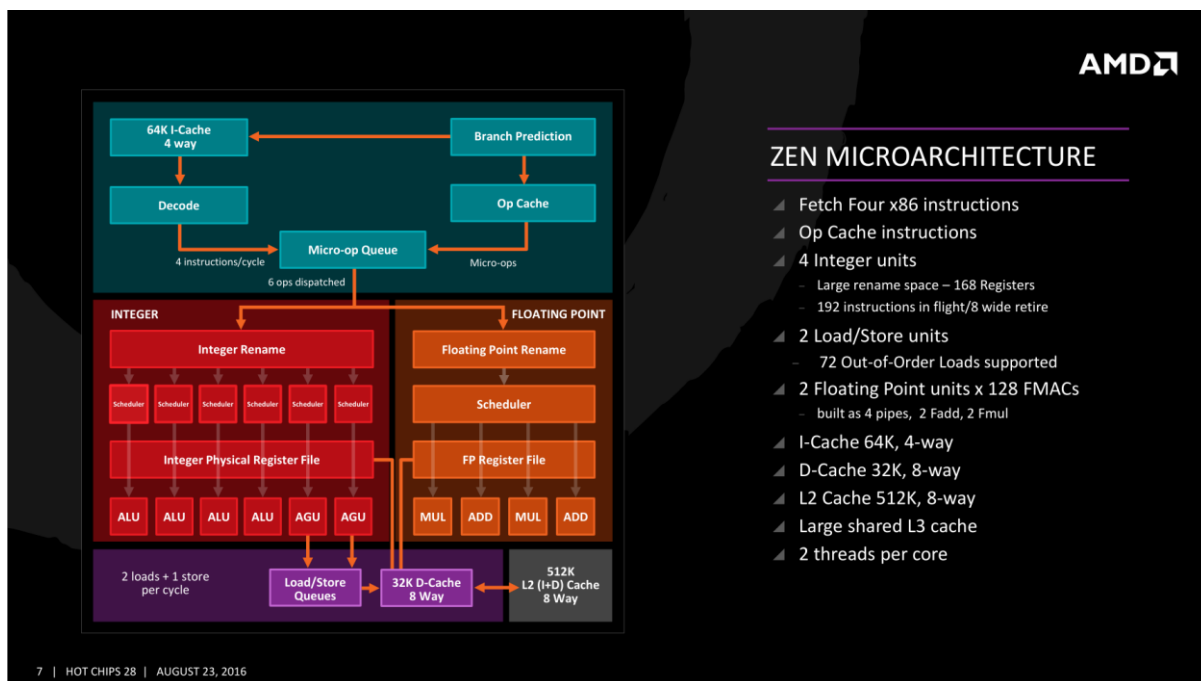 AMD
64K I-Cache
4 way
Branch Prediction
Decode
Op Cache
Micro-op Queue
4 instructions/cycle
Micro-ops
6 ops dispatched
INTEGER
FLOATING POINT
Integer Rename
Floating Point Rename
Scheduler
Scheduler
Scheduler
Scheduler
Scheduler
Scheduler
Scheduler
Integer Physical Register File
FP Register File
ALU
ALU
ALU
ALU
AGU
AGU
MUL
ADD
MUL
ADD
2 loads + 1 store
per cycle
Load/Store
Queues
32K D-Cache
8 Way
512K
L2 (I+D) Cache
8 Way
ZEN MICROARCHITECTURE
Fetch Four x86 instructions
Op Cache instructions
4 Integer units
– Large rename space – 168 Registers
– 192 instructions in flight/8 wide retire
2 Load/Store units
– 72 Out-of-Order Loads supported
2 Floating Point units x 128 FMACs
– built as 4 pipes, 2 Fadd, 2 Fmul
I-Cache 64K, 4-way
D-Cache 32K, 8-way
L2 Cache 512K, 8-way
Large shared L3 cache
2 threads per core
7 | HOT CHIPS 28 | AUGUST 23, 2016